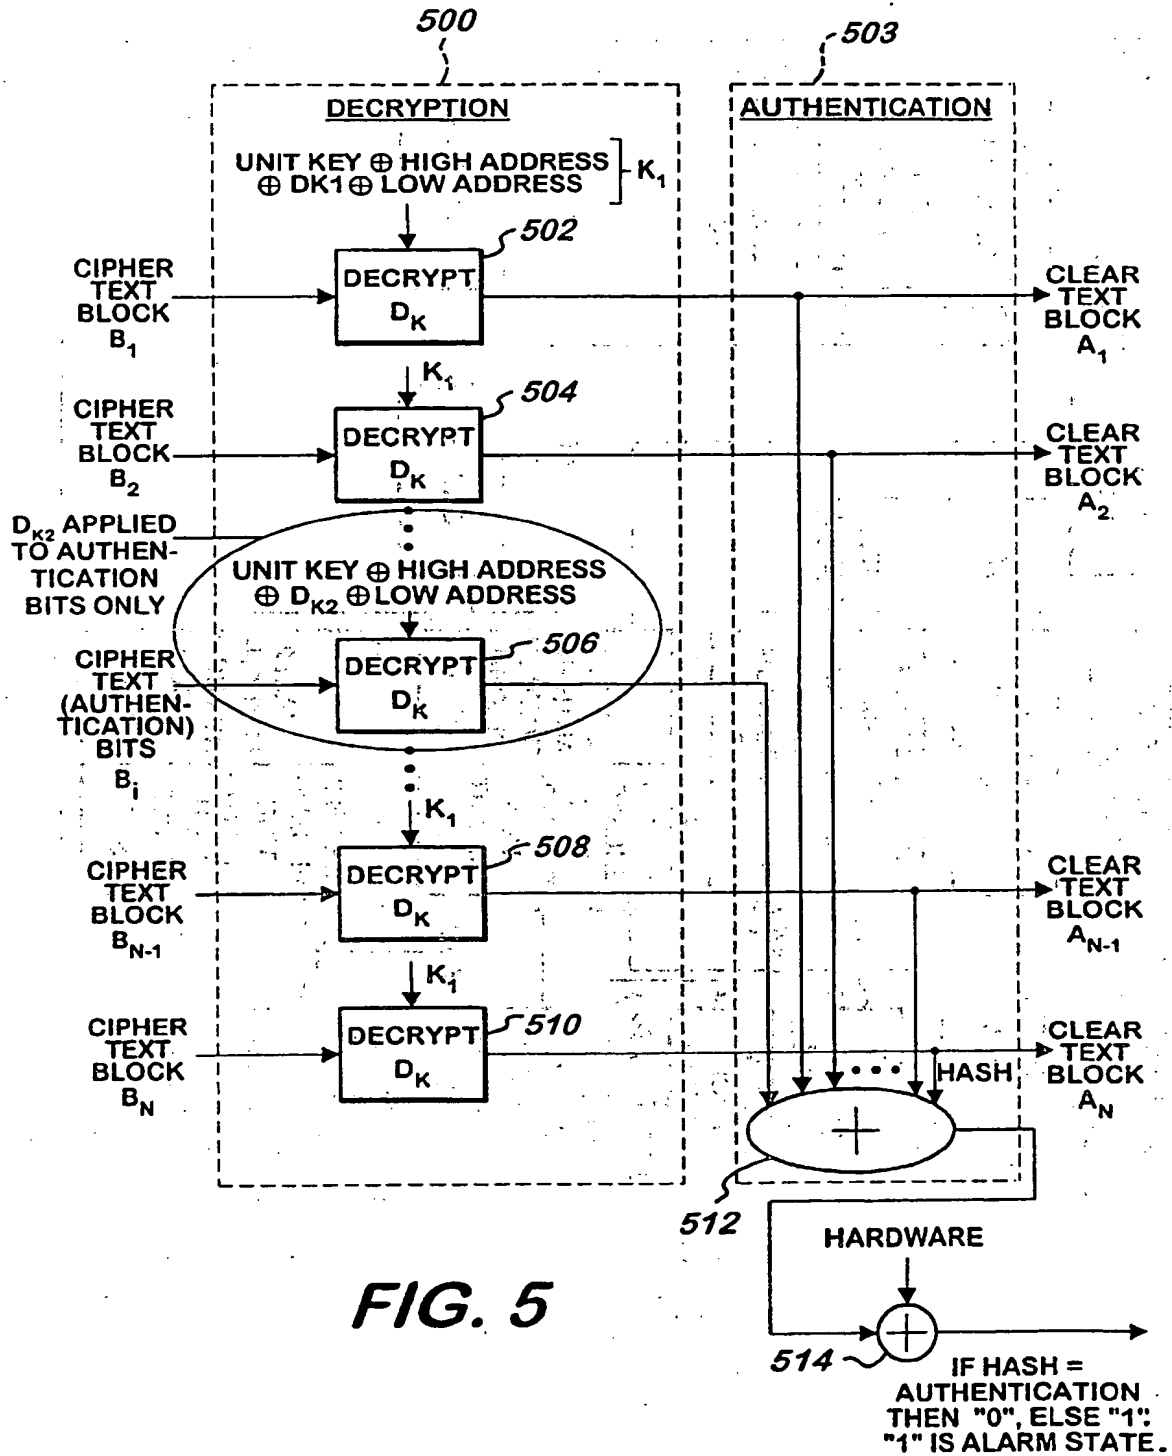 500
503
DECRYPTION
AUTHENTICATION
UNIT KEY ⊕ HIGH ADDRESS
⊕ DK1 ⊕ LOW ADDRESS
K1
502
CIPHER
TEXT
BLOCK
B1
DECRYPT
DK
CLEAR
TEXT
BLOCK
A1
K1
504
CIPHER
TEXT
BLOCK
B2
DECRYPT
DK
CLEAR
TEXT
BLOCK
A2
DK2 APPLIED
TO AUTHEN-
TICATION
BITS ONLY
UNIT KEY ⊕ HIGH ADDRESS
⊕ DK2 ⊕ LOW ADDRESS
506
CIPHER
TEXT
(AUTHEN-
TICATION)
BITS
Bi
DECRYPT
DK
K1
508
CIPHER
TEXT
BLOCK
BN-1
DECRYPT
DK
CLEAR
TEXT
BLOCK
AN-1
K1
510
CIPHER
TEXT
BLOCK
BN
DECRYPT
DK
HASH
CLEAR
TEXT
BLOCK
AN
512
HARDWARE
FIG. 5
514
IF HASH =
AUTHENTICATION
THEN "0", ELSE "1".
"1" IS ALARM STATE.